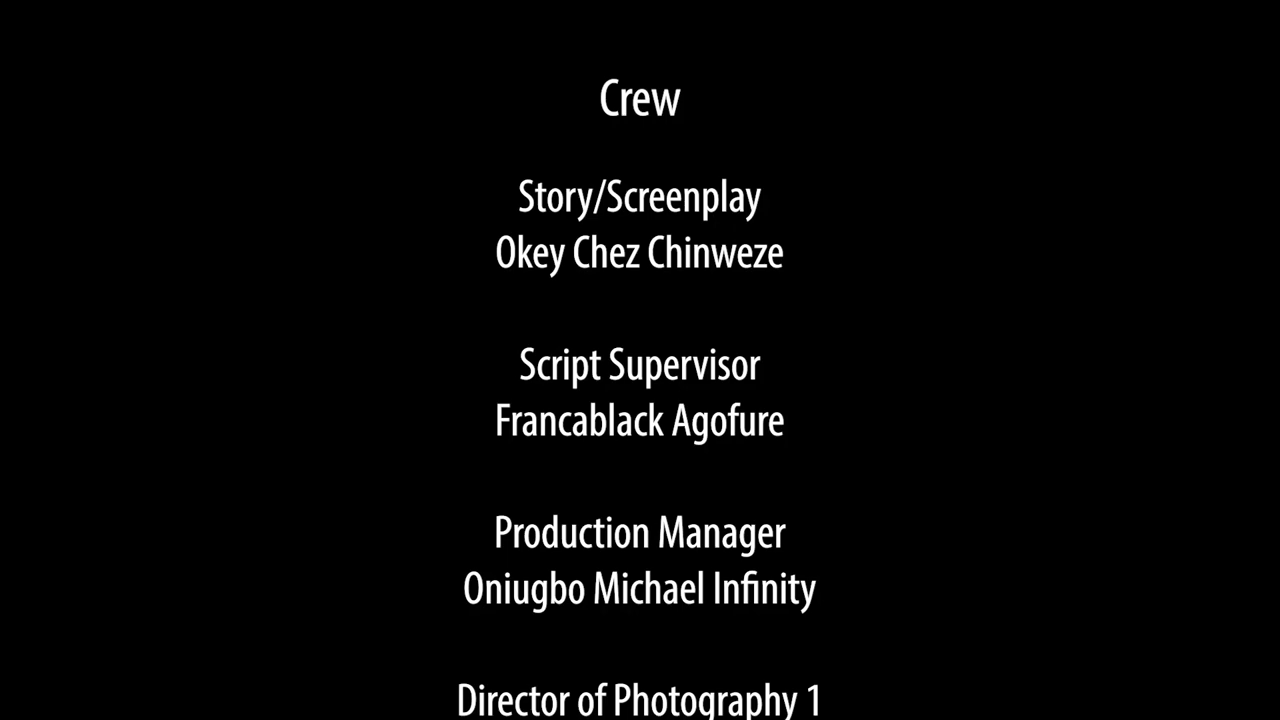 Crew
Story/Screenplay
Okey Chez Chinweze
Script Supervisor
Francablack Agofure
Production Manager
Oniugbo Michael Infinity
Director of Photography 1